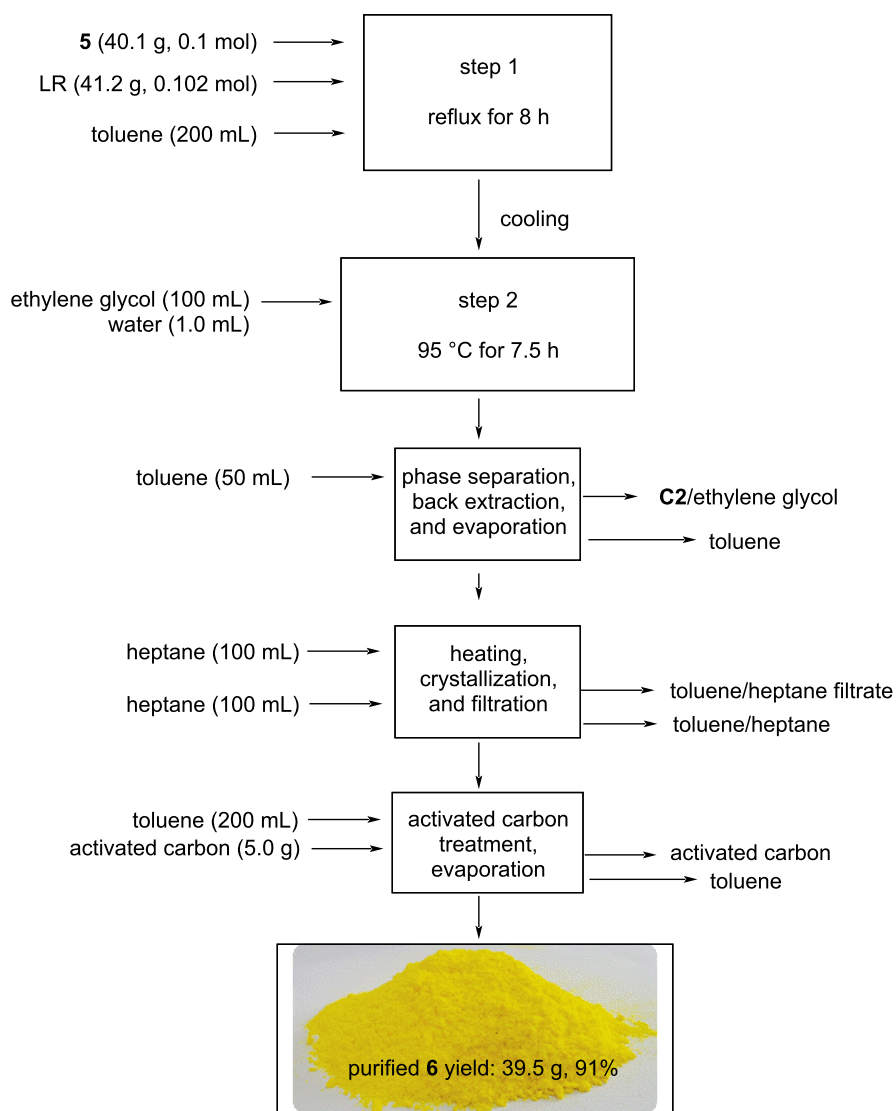 5 (40.1 g, 0.1 mol)
LR (41.2 g, 0.102 mol)
toluene (200 mL)
step 1
reflux for 8 h
cooling
ethylene glycol (100 mL)
water (1.0 mL)
step 2
95 °C for 7.5 h
toluene (50 mL)
phase separation,
back extraction,
and evaporation
C2/ethylene glycol
toluene
heptane (100 mL)
heptane (100 mL)
heating,
crystallization,
and filtration
toluene/heptane filtrate
toluene/heptane
toluene (200 mL)
activated carbon (5.0 g)
activated carbon
treatment,
evaporation
activated carbon
toluene
purified 6 yield: 39.5 g, 91%